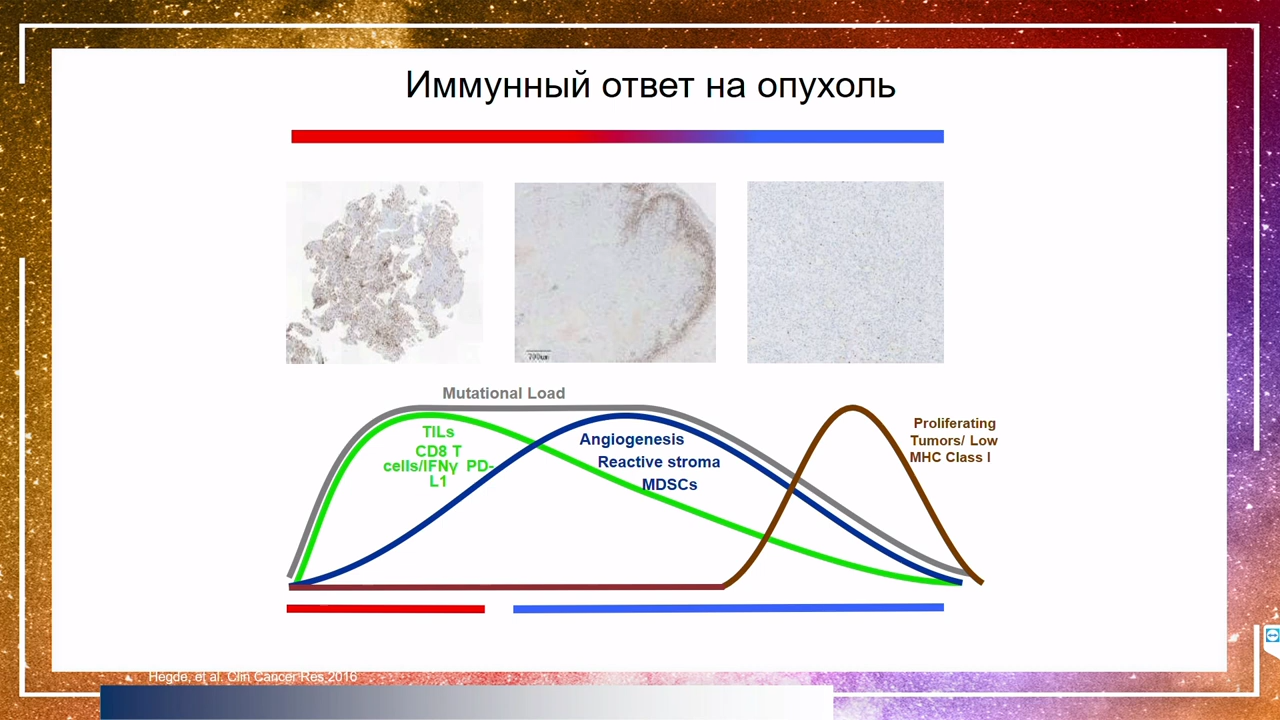 Иммунный ответ на опухоль
700um
Mutational Load
TILs
CD8 T
cells/IFNγ PD-
L1
Angiogenesis
Reactive stroma
MDSCs
Proliferating
Tumors/ Low
MHC Class I
Hegde, et al. Clin Cancer Res 2016